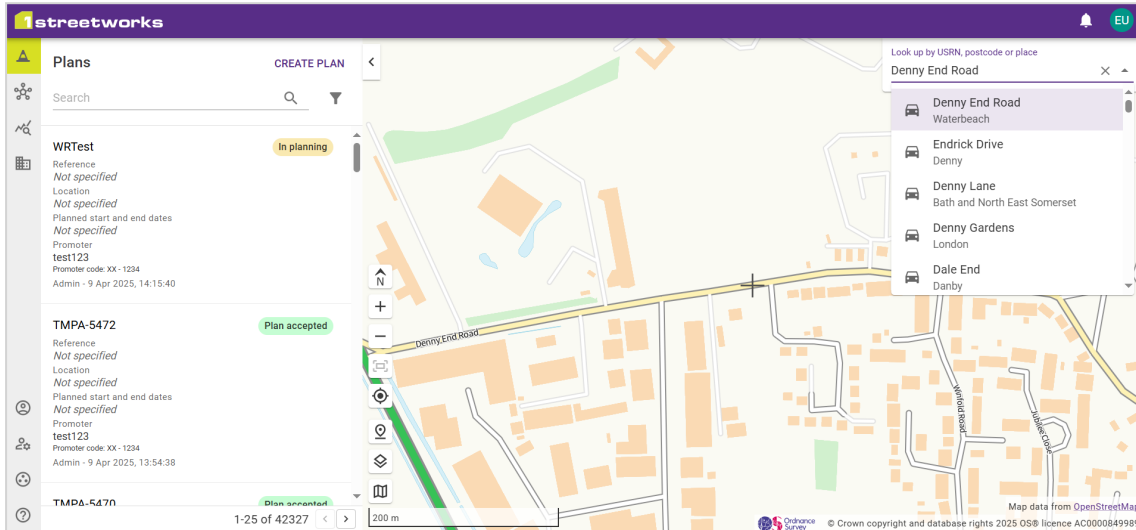 1streetworks
EU
Plans
CREATE PLAN
Search
WRTest
In planning
Reference
Not specified
Location
Not specified
Planned start and end dates
Not specified
Promoter
test123
Promoter code: XX - 1234
Admin - 9 Apr 2025, 14:15:40
TMPA-5472
Plan accepted
Reference
Not specified
Location
Not specified
Planned start and end dates
Not specified
Promoter
test123
Promoter code: XX - 1234
Admin - 9 Apr 2025, 13:54:38
TMPA-5470
Plan accepted
1-25 of 42327
Look up by USRN, postcode or place
Denny End Road
Denny End Road
Waterbeach
Endrick Drive
Denny
Denny Lane
Bath and North East Somerset
Denny Gardens
London
Dale End
Danby
N
Denny End Road
Winfold Road
Jubilee Close
200 m
Map data from OpenStreetMap
Ordnance
Survey
© Crown copyright and database rights 2025 OS® licence AC0000849991